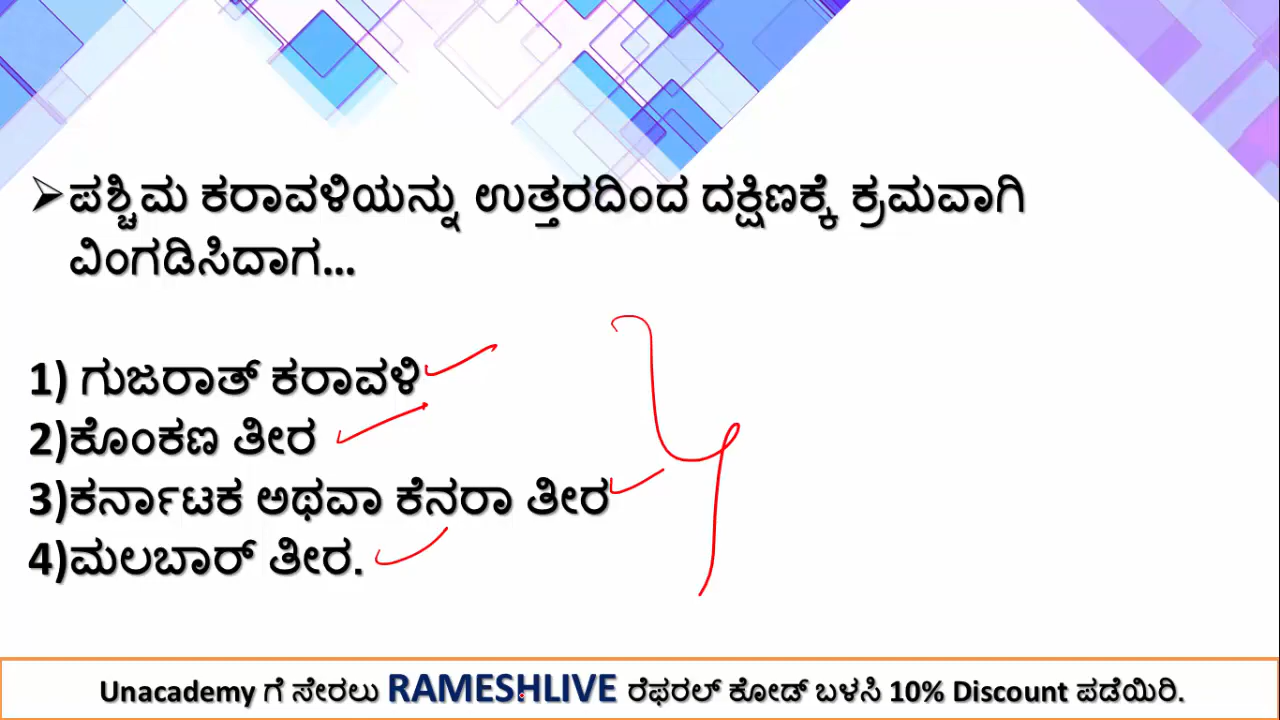 ➢ಪಶ್ಚಿಮ ಕರಾವಳಿಯನ್ನು ಉತ್ತರದಿಂದ ದಕ್ಷಿಣಕ್ಕೆ ಕ್ರಮವಾಗಿ
ವಿಂಗಡಿಸಿದಾಗ...
1) ಗುಜರಾತ್ ಕರಾವಳಿ
2)ಕೊಂಕಣ ತೀರ
3)ಕರ್ನಾಟಕ ಅಥವಾ ಕೆನರಾ ತೀರ
4)ಮಲಬಾರ್ ತೀರ.
4
Unacademy ಗೆ ಸೇರಲು RAMESHLIVE ರೆಫರಲ್ ಕೋಡ್ ಬಳಸಿ 10% Discount ಪಡೆಯಿರಿ.